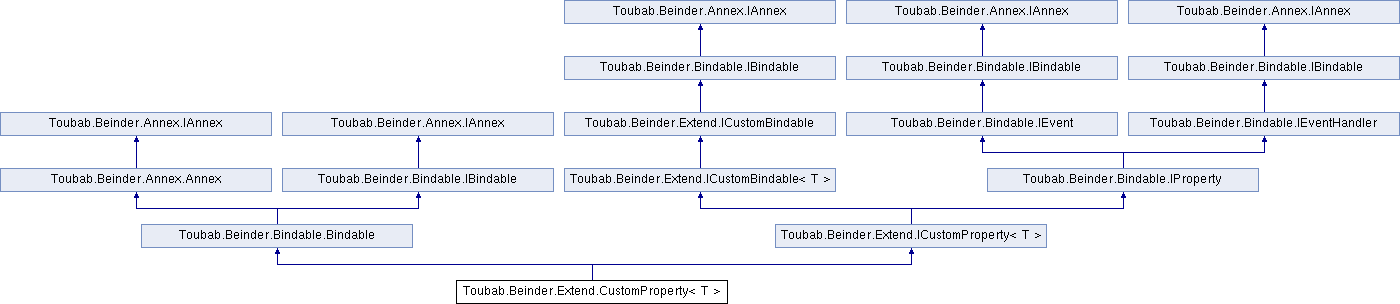 Toubab.Beinder.Annex.IAnnex Toubab.Beinder.Annex.IAnnex Toubab.Beinder.Annex.IAnnex
Toubab.Beinder.Bindable.IBindable Toubab.Beinder.Bindable.IBindable Toubab.Beinder.Bindable.IBindable
Toubab.Beinder.Annex.IAnnex Toubab.Beinder.Annex.IAnnex Toubab.Beinder.Extend.ICustomBindable Toubab.Beinder.Bindable.IEvent Toubab.Beinder.Bindable.IEventHandler
Toubab.Beinder.Annex.Annex Toubab.Beinder.Bindable.IBindable Toubab.Beinder.Extend.ICustomBindable< T > Toubab.Beinder.Bindable.IProperty
Toubab.Beinder.Bindable.Bindable Toubab.Beinder.Extend.ICustomProperty< T >
Toubab.Beinder.Extend.CustomProperty< T >